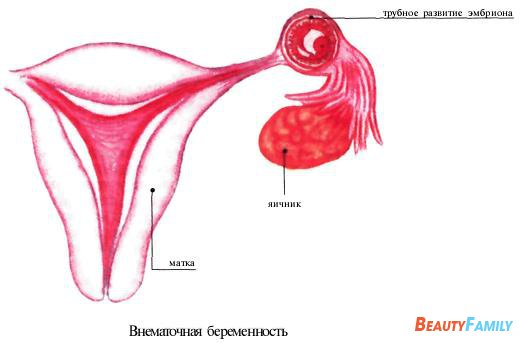 трубное развитие эмбриона
яичник
матка
Внематочная беременность
BEAUTYFAMILY